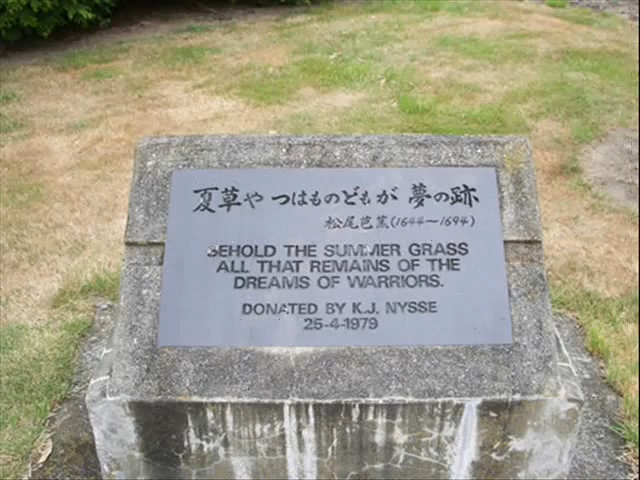 夏草や つはものどもが 夢の跡
松尾芭蕉(1644〜1694)
BEHOLD THE SUMMER GRASS
ALL THAT REMAINS OF THE
DREAMS OF WARRIORS.
DONATED BY K.J. NYSSE
25-4-1979